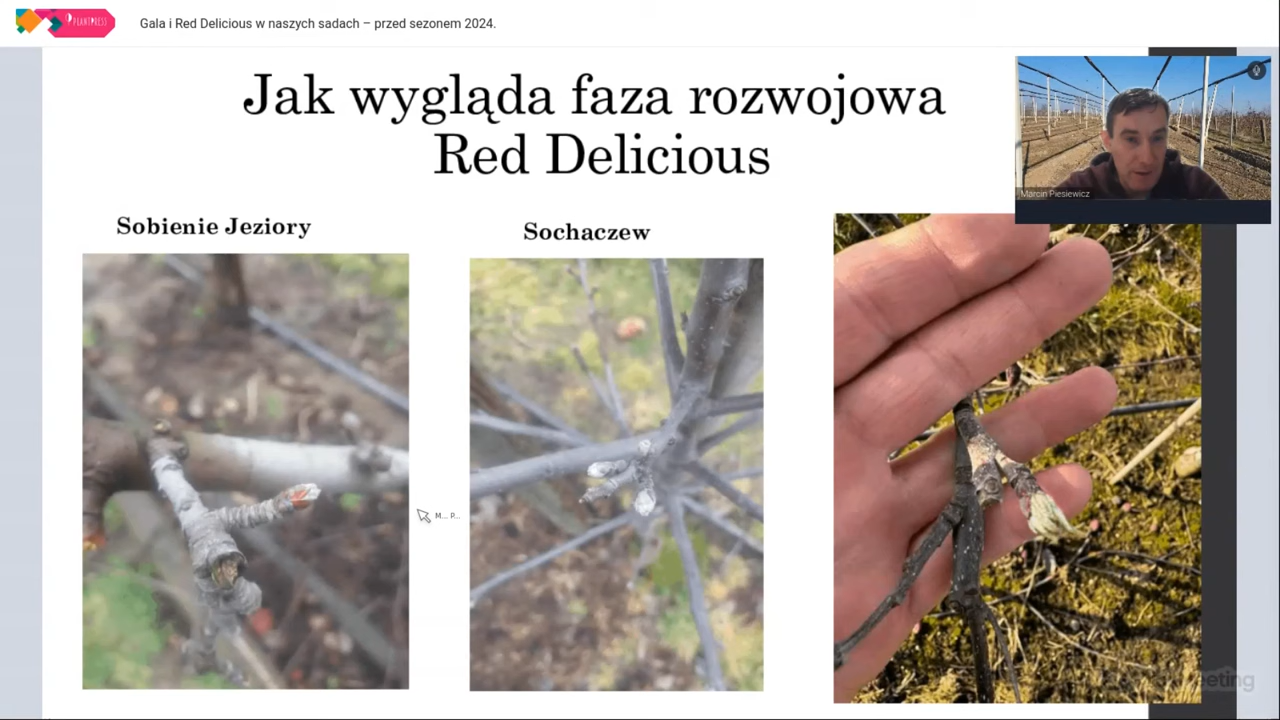 PLANTPRESS
Gala i Red Delicious w naszych sadach – przed sezonem 2024.
Jak wygląda faza rozwojowa
Red Delicious
Marcin Piesiewicz
Sobienie Jeziory
Sochaczew
M... P...